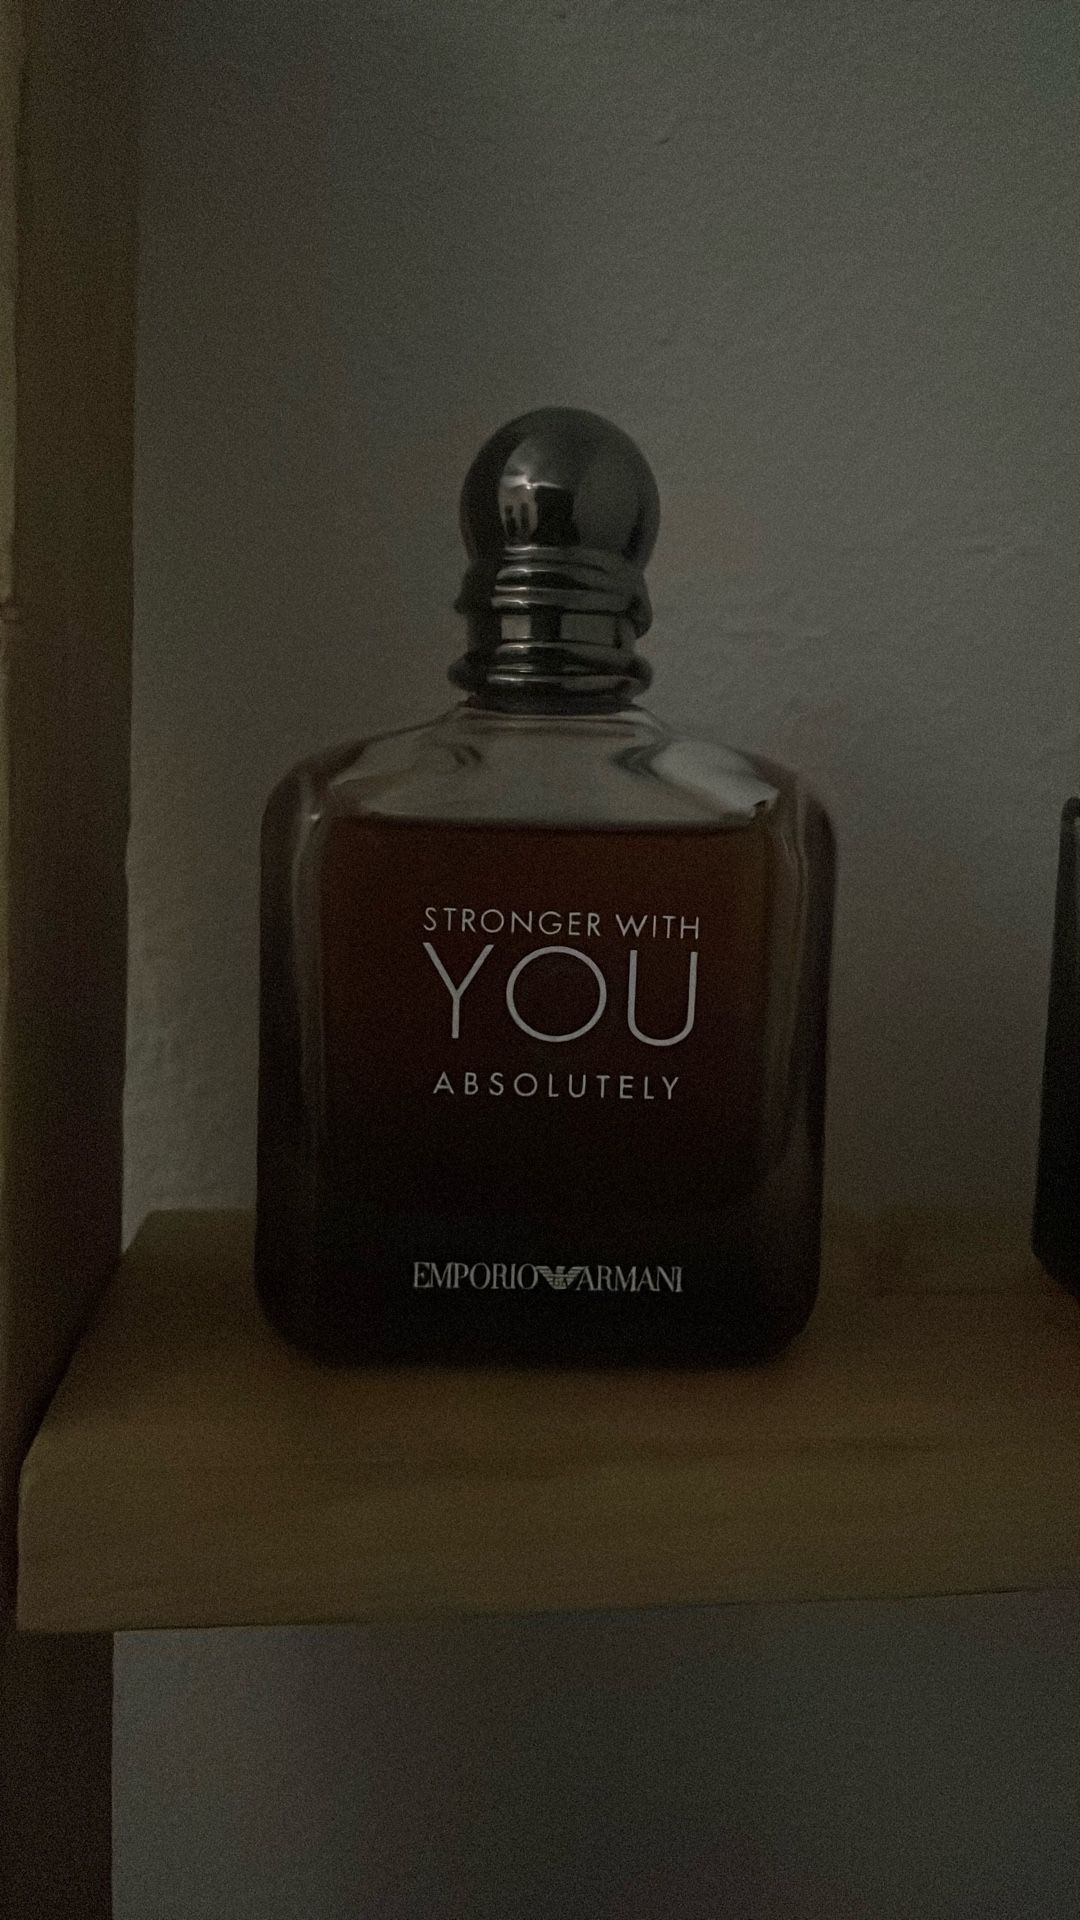 STRONGER WITH
YOU
ABSOLUTELY
EMPORIO ARMANI